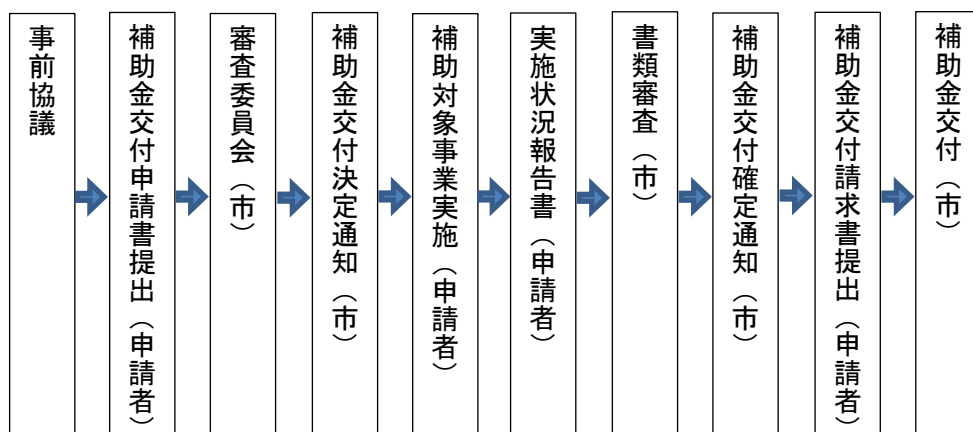 事前協議
補助金交付申請書提出（申請者）
審査委員会（市）
補助金交付決定通知（市）
補助対象事業実施（申請者）
実施状況報告書（申請者）
書類審査（市）
補助金交付確定通知（市）
補助金交付請求書提出（申請者）
補助金交付（市）